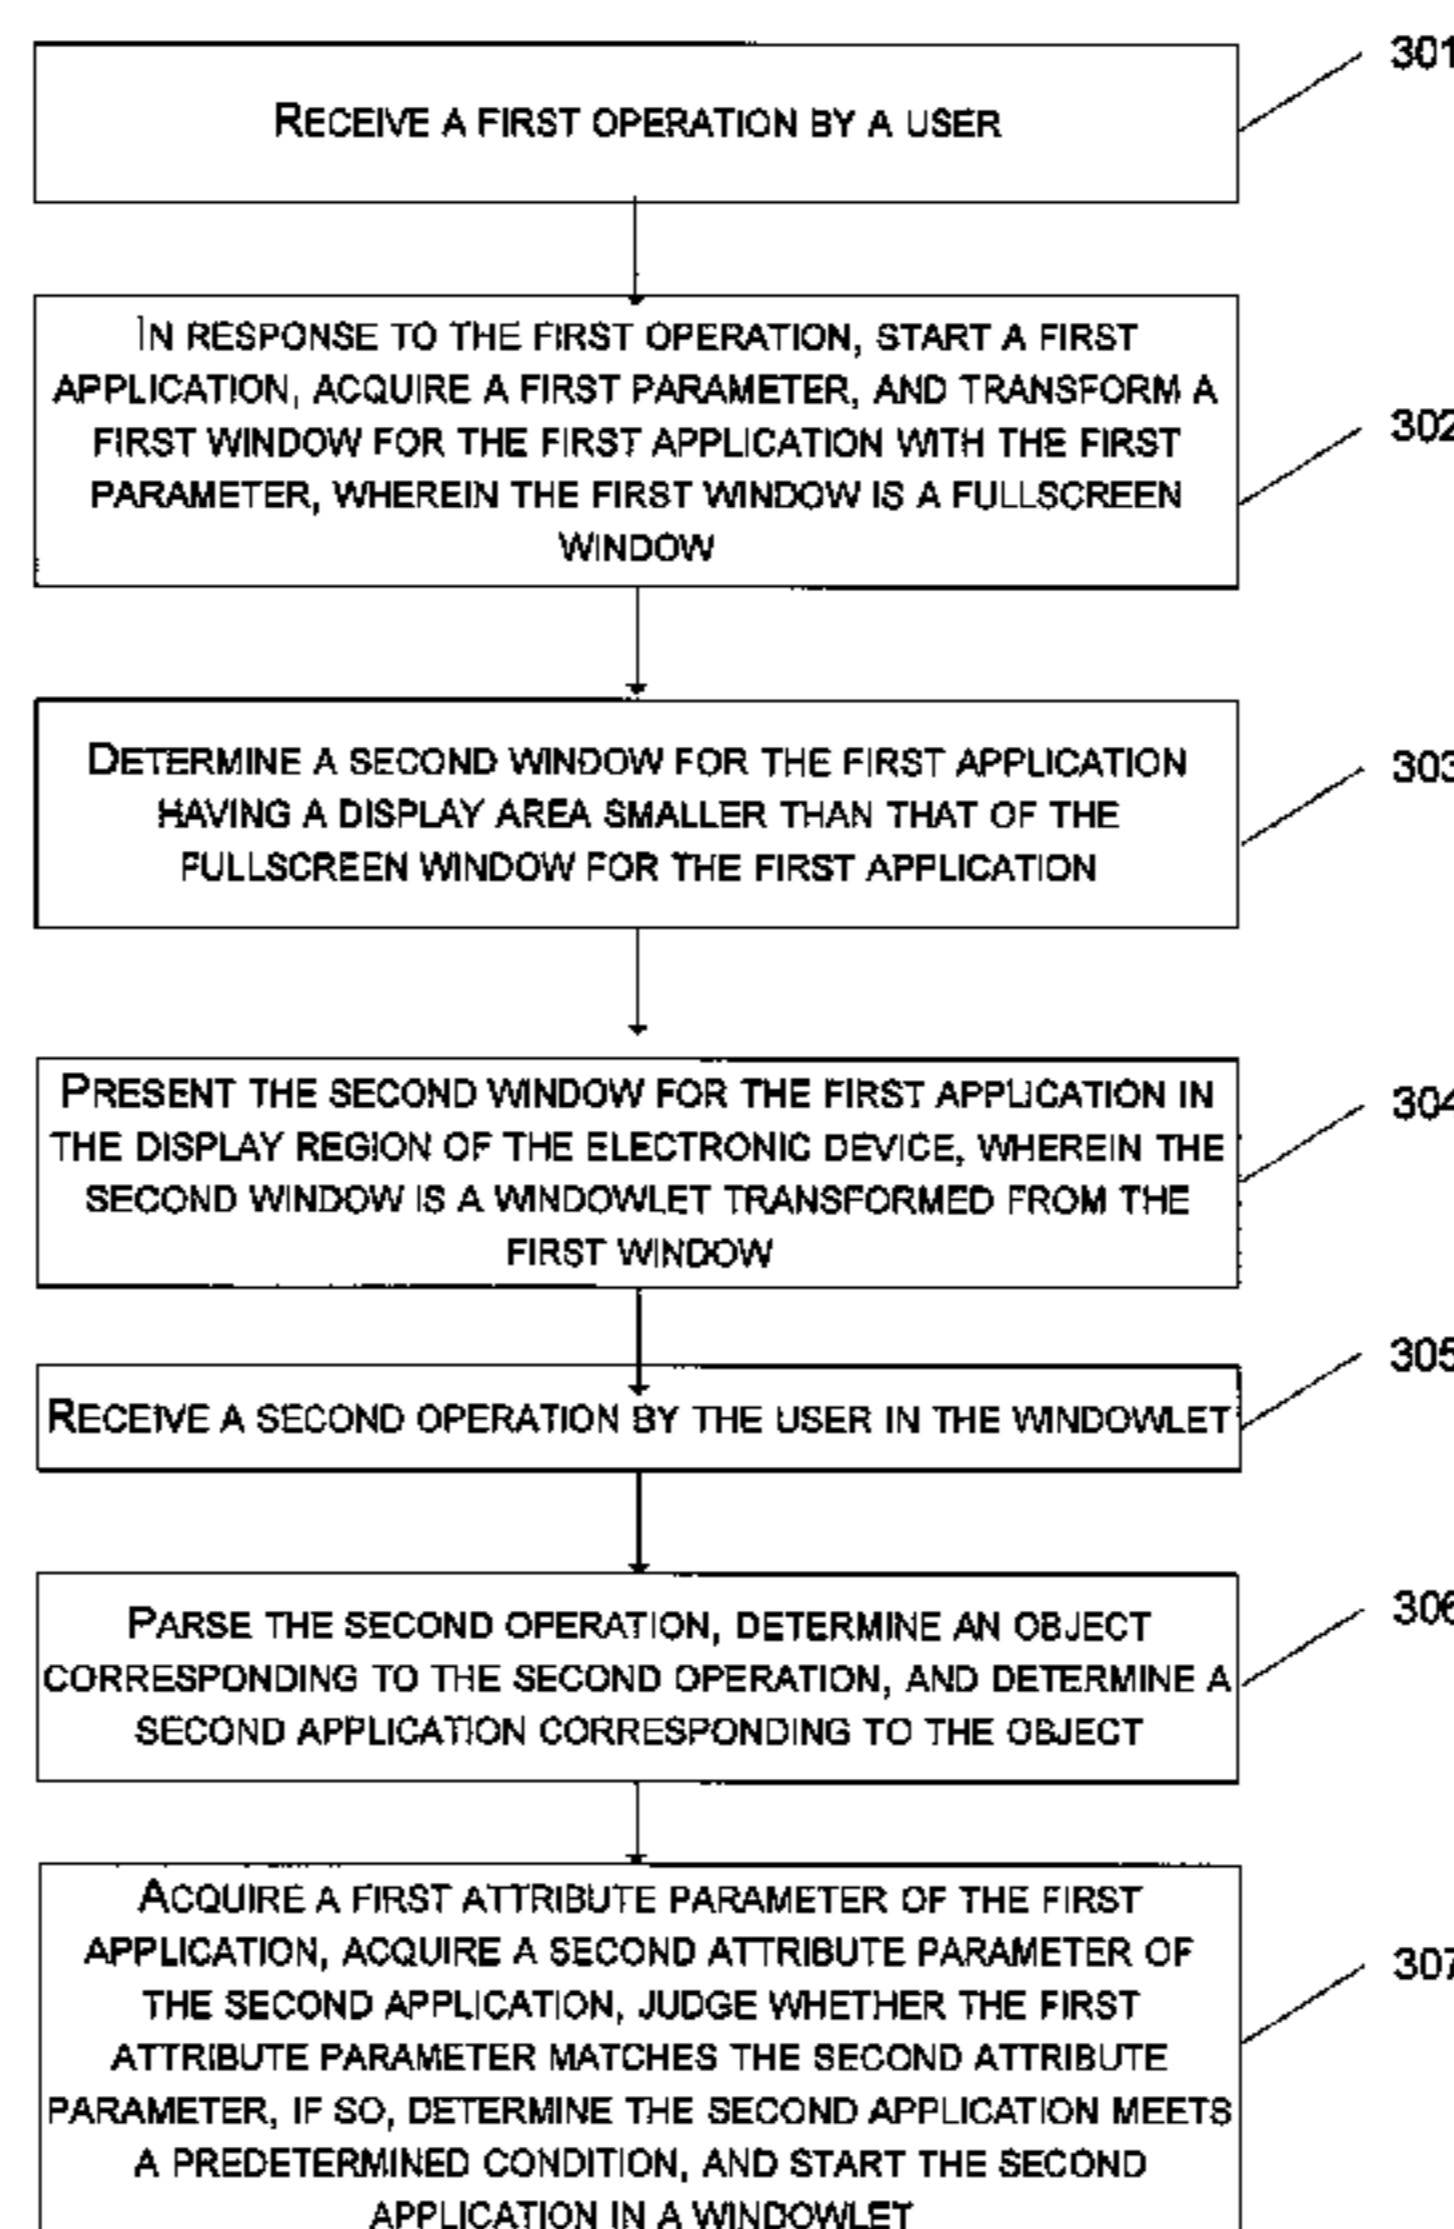 RECEIVE A FIRST OPERATION BY A USER
301
IN RESPONSE TO THE FIRST OPERATION, START A FIRST
APPLICATION, ACQUIRE A FIRST PARAMETER, AND TRANSFORM A
FIRST WINDOW FOR THE FIRST APPLICATION WITH THE FIRST
PARAMETER, WHEREIN THE FIRST WINDOW IS A FULLSCREEN
WINDOW
302
DETERMINE A SECOND WINDOW FOR THE FIRST APPLICATION
HAVING A DISPLAY AREA SMALLER THAN THAT OF THE
FULLSCREEN WINDOW FOR THE FIRST APPLICATION
303
PRESENT THE SECOND WINDOW FOR THE FIRST APPLICATION IN
THE DISPLAY REGION OF THE ELECTRONIC DEVICE, WHEREIN THE
SECOND WINDOW IS A WINDOWLET TRANSFORMED FROM THE
FIRST WINDOW
304
RECEIVE A SECOND OPERATION BY THE USER IN THE WINDOWLET
305
PARSE THE SECOND OPERATION, DETERMINE AN OBJECT
CORRESPONDING TO THE SECOND OPERATION, AND DETERMINE A
SECOND APPLICATION CORRESPONDING TO THE OBJECT
306
ACQUIRE A FIRST ATTRIBUTE PARAMETER OF THE FIRST
APPLICATION, ACQUIRE A SECOND ATTRIBUTE PARAMETER OF
THE SECOND APPLICATION, JUDGE WHETHER THE FIRST
ATTRIBUTE PARAMETER MATCHES THE SECOND ATTRIBUTE
PARAMETER, IF SO, DETERMINE THE SECOND APPLICATION MEETS
A PREDETERMINED CONDITION, AND START THE SECOND
APPLICATION IN A WINDOWLET
307